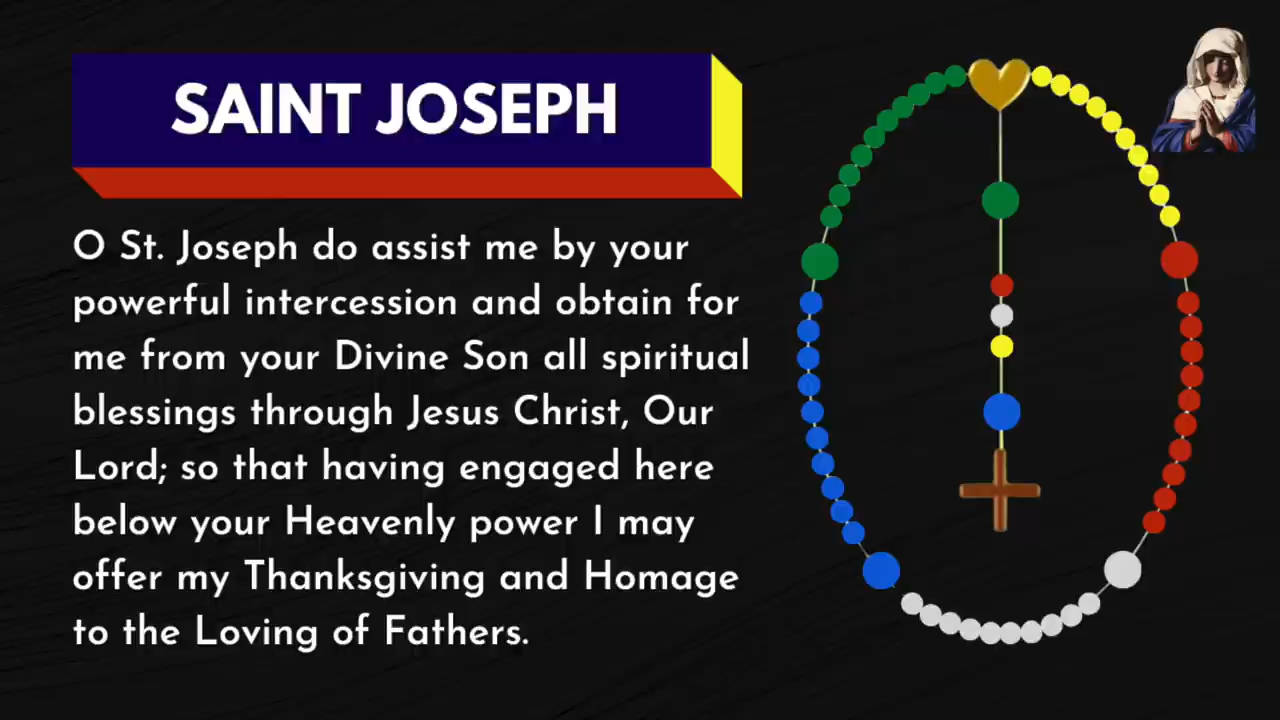 SAINT JOSEPH
O St. Joseph do assist me by your
powerful intercession and obtain for
me from your Divine Son all spiritual
blessings through Jesus Christ, Our
Lord; so that having engaged here
below your Heavenly power I may
offer my Thanksgiving and Homage
to the Loving of Fathers.